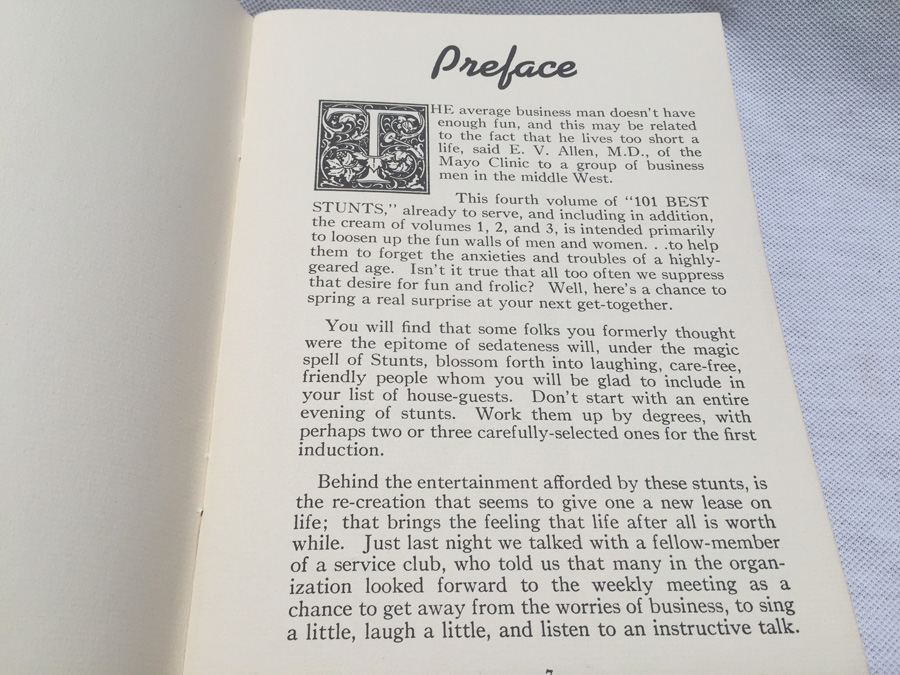 Preface
THE average business man doesn't have
enough fun, and this may be related
to the fact that he lives too short a
life, said E. V. Allen, M.D., of the
Mayo Clinic to a group of business
men in the middle West.
This fourth volume of "101 BEST
STUNTS," already to serve, and including in addition,
the cream of volumes 1, 2, and 3, is intended primarily
to loosen up the fun walls of men and women. . .to help
them to forget the anxieties and troubles of a highly-
geared age. Isn't it true that all too often we suppress
that desire for fun and frolic? Well, here's a chance to
spring a real surprise at your next get-together.
You will find that some folks you formerly thought
were the epitome of sedateness will, under the magic
spell of Stunts, blossom forth into laughing, care-free,
friendly people whom you will be glad to include in
your list of house-guests. Don't start with an entire
evening of stunts. Work them up by degrees, with
perhaps two or three carefully-selected ones for the first
induction.
Behind the entertainment afforded by these stunts, is
the re-creation that seems to give one a new lease on
life; that brings the feeling that life after all is worth
while. Just last night we talked with a fellow-member
of a service club, who told us that many in the organ-
ization looked forward to the weekly meeting as a
chance to get away from the worries of business, to sing
a little, laugh a little, and listen to an instructive talk.
7